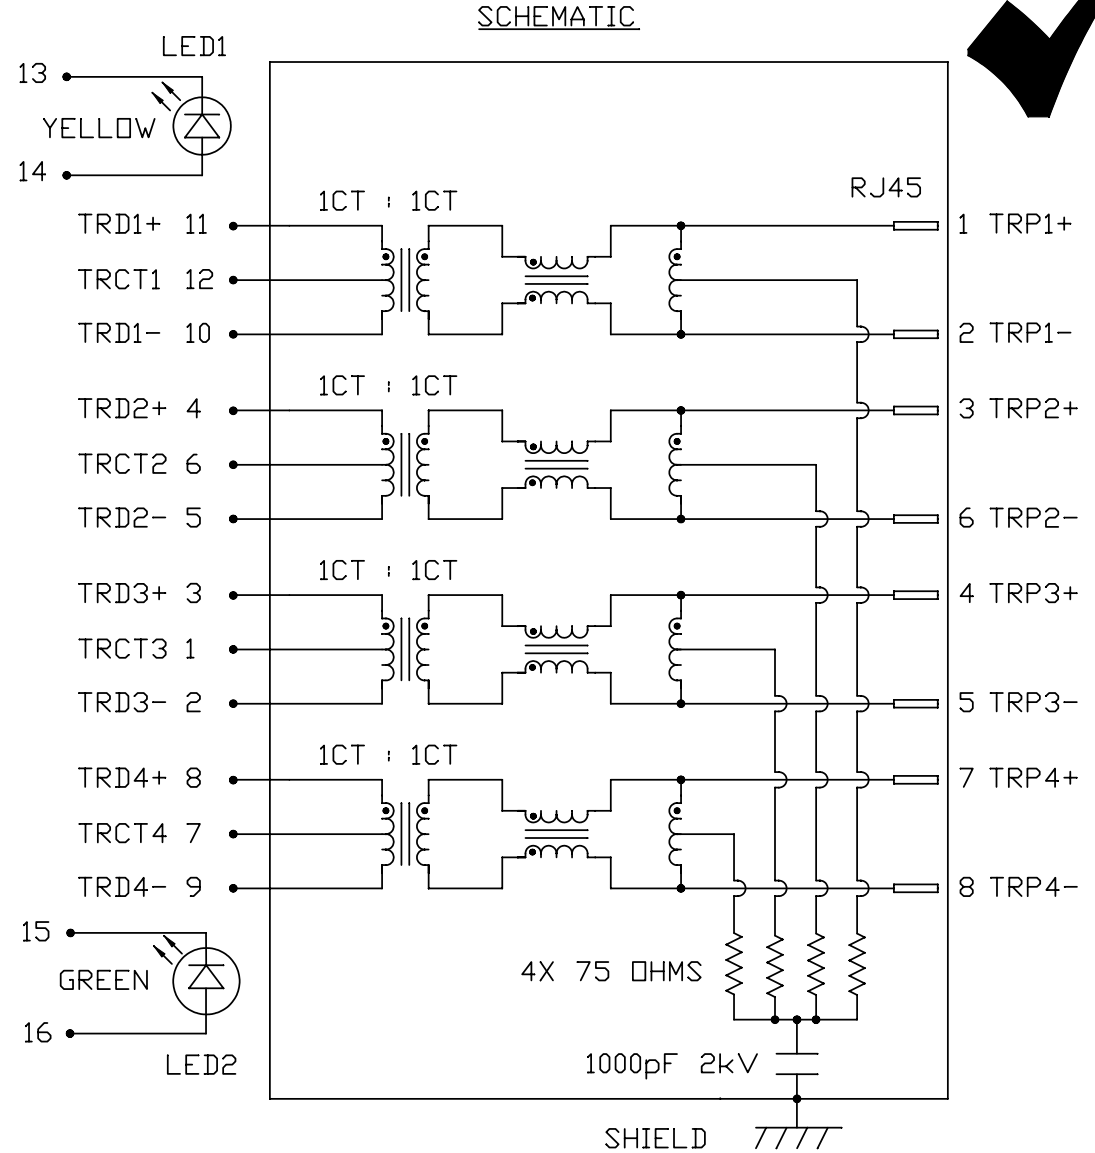 SCHEMATIC
LED1
13
YELLOW
14
RJ45
1CT : 1CT
TRD1+ 11
1 TRP1+
TRCT1 12
TRD1- 10
2 TRP1-
1CT : 1CT
TRD2+ 4
3 TRP2+
TRCT2 6
TRD2- 5
6 TRP2-
1CT : 1CT
TRD3+ 3
4 TRP3+
TRCT3 1
TRD3- 2
5 TRP3-
1CT : 1CT
TRD4+ 8
7 TRP4+
TRCT4 7
TRD4- 9
8 TRP4-
15
GREEN
4X 75 OHMS
16
LED2
1000pF 2kV
SHIELD